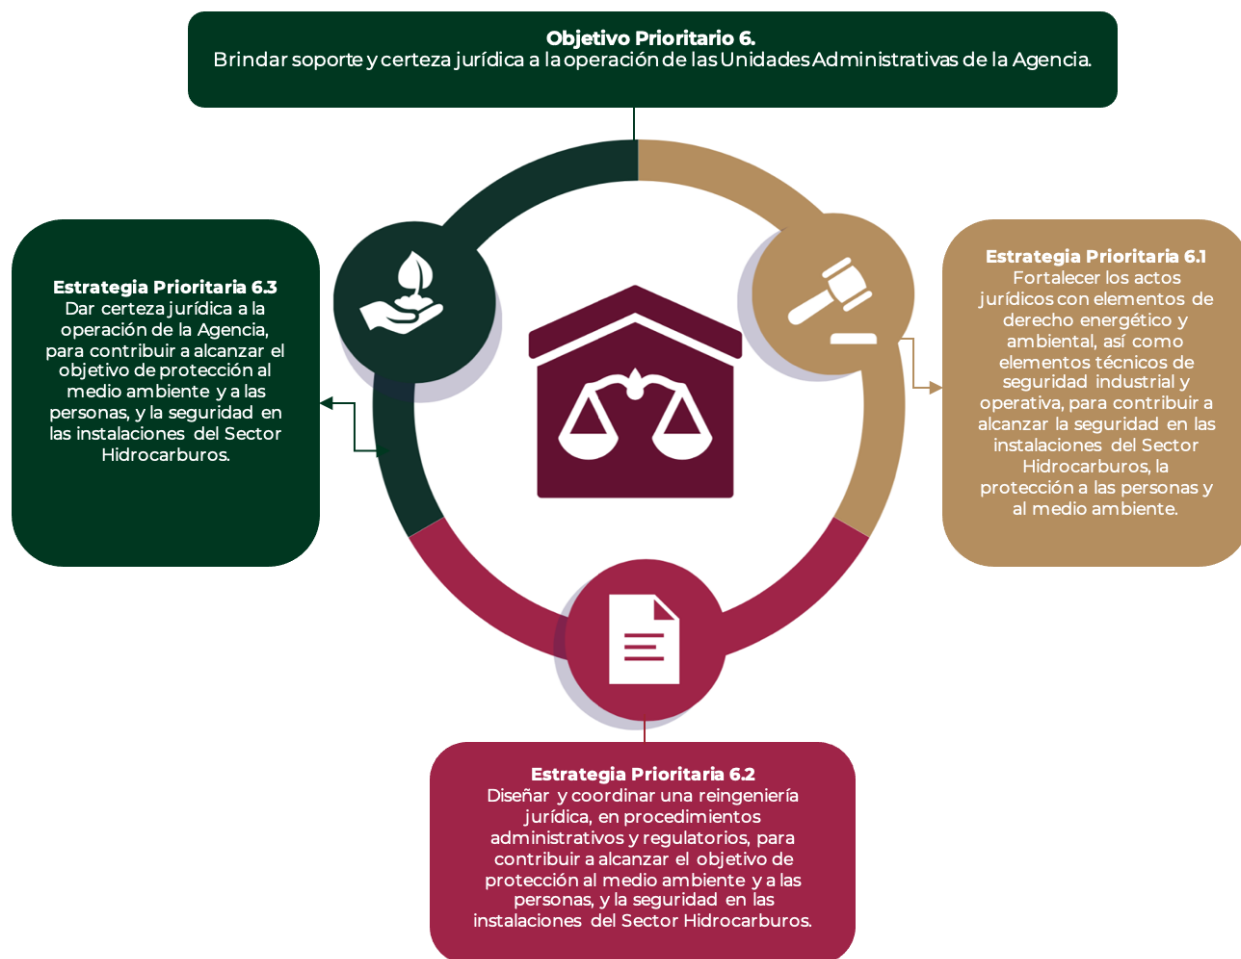 Objetivo Prioritario 6.
Brindar soporte y certeza jurídica a la operación de las Unidades Administrativas de la Agencia.
Estrategia Prioritaria 6.3
Dar certeza jurídica a la
operación de la Agencia,
para contribuir a alcanzar el
objetivo de protección al
medio ambiente y a las
personas, y la seguridad en
las instalaciones del Sector
Hidrocarburos.
Estrategia Prioritaria 6.1
Fortalecer los actos
jurídicos con elementos de
derecho energético y
ambiental, así como
elementos técnicos de
seguridad industrial y
operativa, para contribuir a
alcanzar la seguridad en las
instalaciones del Sector
Hidrocarburos, la
protección a las personas y
al medio ambiente.
Estrategia Prioritaria 6.2
Diseñar y coordinar una reingeniería
jurídica, en procedimientos
administrativos y regulatorios, para
contribuir a alcanzar el objetivo de
protección al medio ambiente y a las
personas, y la seguridad en las
instalaciones del Sector Hidrocarburos.